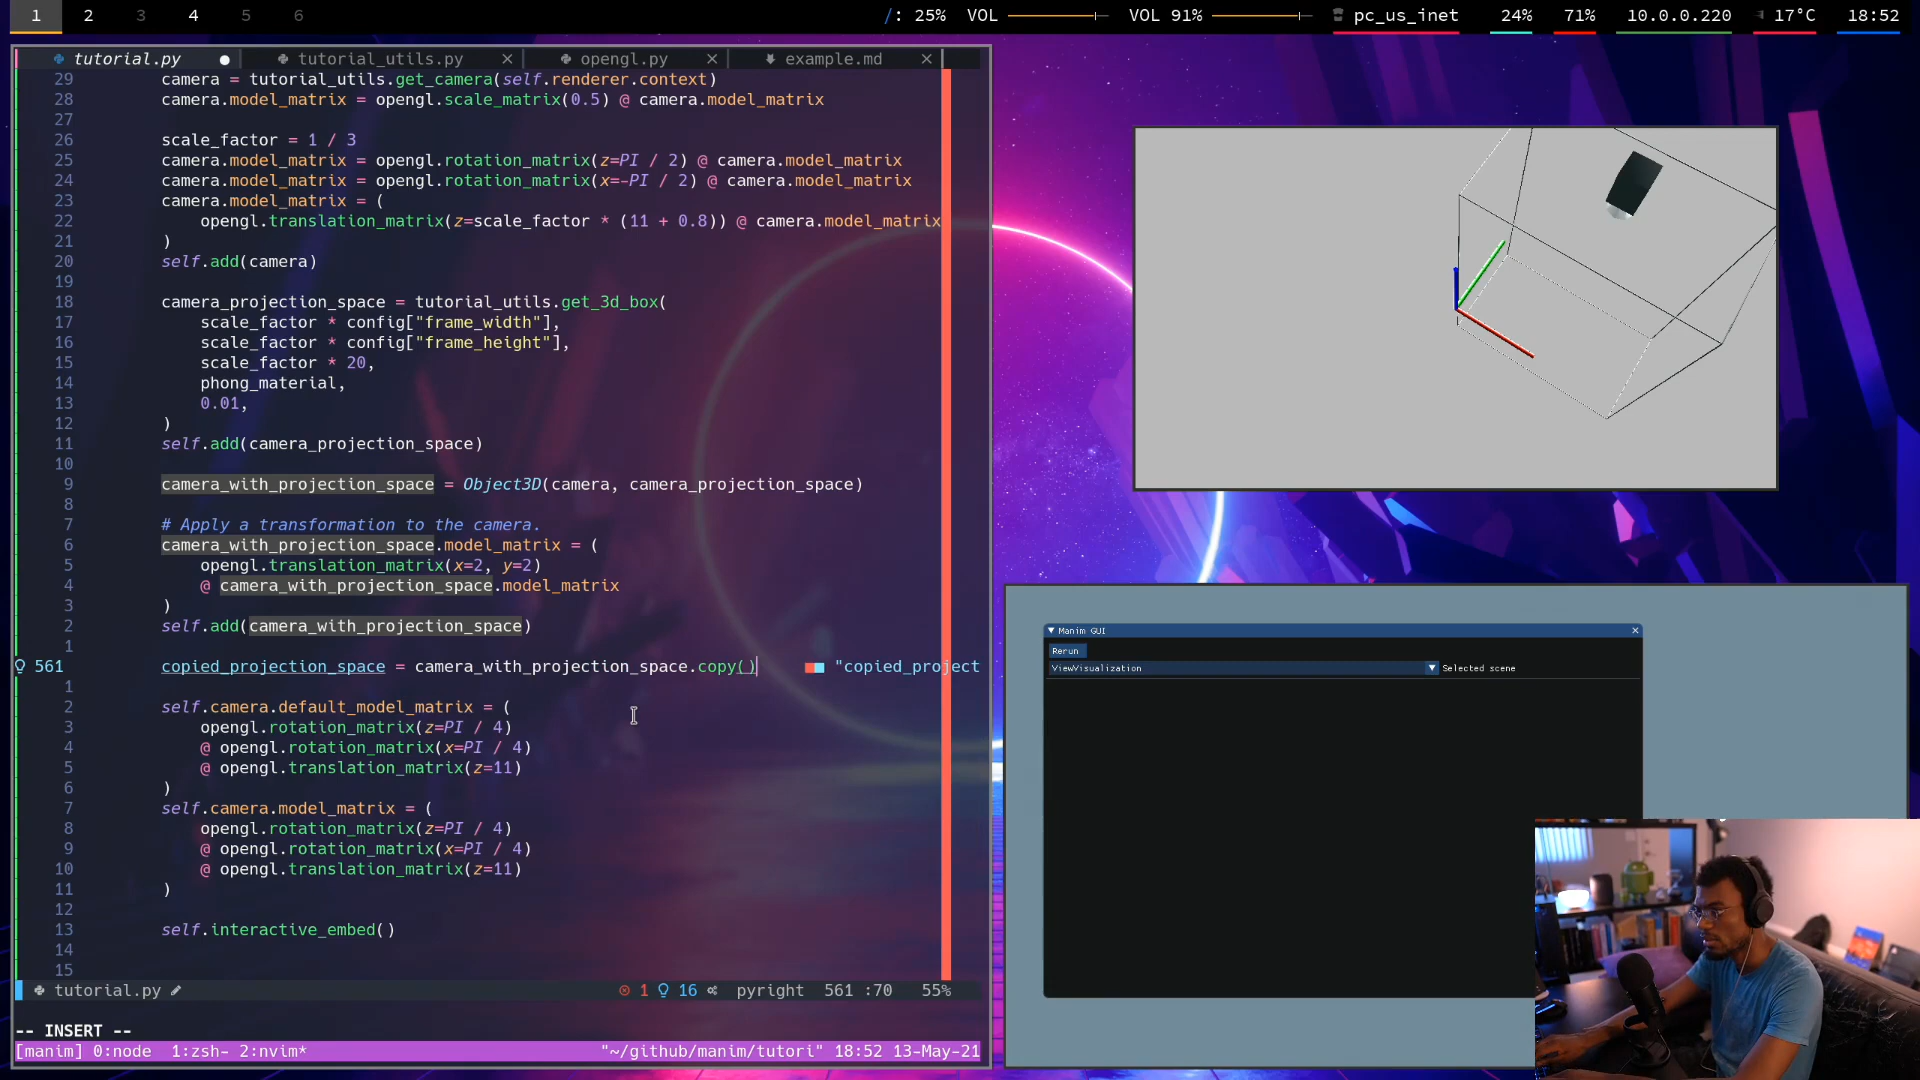 1 2 3 4 5 6 /: 25% VOL VOL 91% pc_us_inet 24% 71% 10.0.0.220 17°C 18:52
tutorial.py tutorial_utils.py opengl.py example.md
29 camera = tutorial_utils.get_camera(self.renderer.context)
28 camera.model_matrix = opengl.scale_matrix(0.5) @ camera.model_matrix
27
26 scale_factor = 1 / 3
25 camera.model_matrix = opengl.rotation_matrix(z=PI / 2) @ camera.model_matrix
24 camera.model_matrix = opengl.rotation_matrix(x=-PI / 2) @ camera.model_matrix
23 camera.model_matrix = (
22 opengl.translation_matrix(z=scale_factor * (11 + 0.8)) @ camera.model_matrix
21 )
20 self.add(camera)
19
18 camera_projection_space = tutorial_utils.get_3d_box(
17 scale_factor * config["frame_width"],
16 scale_factor * config["frame_height"],
15 scale_factor * 20,
14 phong_material,
13 0.01,
12 )
11 self.add(camera_projection_space)
10
9 camera_with_projection_space = Object3D(camera, camera_projection_space)
8
7 # Apply a transformation to the camera.
6 camera_with_projection_space.model_matrix = (
5 opengl.translation_matrix(x=2, y=2)
4 @ camera_with_projection_space.model_matrix
3 )
2 self.add(camera_with_projection_space)
1
561 copied_projection_space = camera_with_projection_space.copy() "copied_project
1
2 self.camera.default_model_matrix = (
3 opengl.rotation_matrix(z=PI / 4)
4 @ opengl.rotation_matrix(x=PI / 4)
5 @ opengl.translation_matrix(z=11)
6 )
7 self.camera.model_matrix = (
8 opengl.rotation_matrix(z=PI / 4)
9 @ opengl.rotation_matrix(x=PI / 4)
10 @ opengl.translation_matrix(z=11)
11 )
12
13 self.interactive_embed()
14
15
tutorial.py 1 16 pyright 561 :70 55%
-- INSERT --
[manim] 0:node 1:zsh- 2:nvim* "~/github/manim/tutori" 18:52 13-May-21
Manim GUI
Rerun
ViewVisualization Selected scene